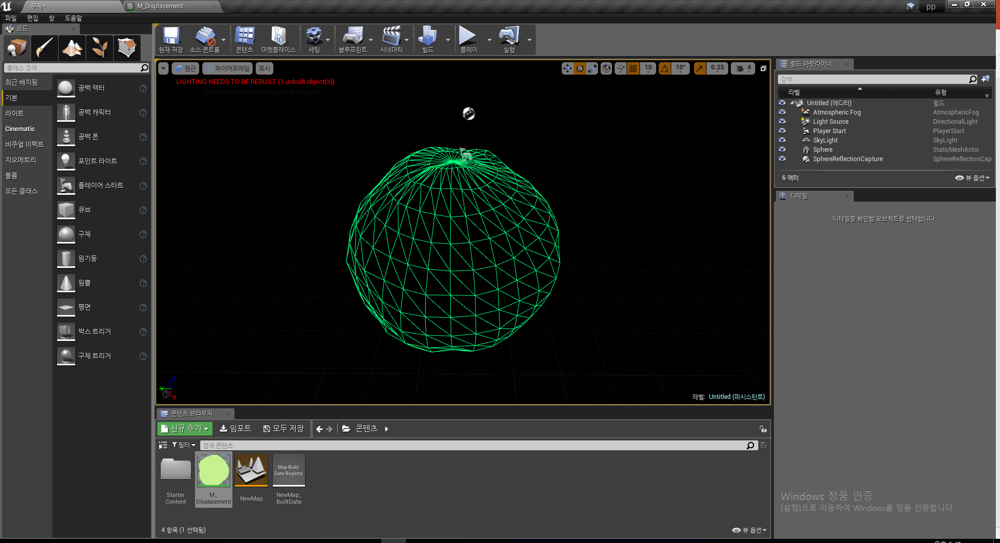 무제*
M_Displacement
pp
파일 편집 창 도움말
모드
현재 저장 소스 콘트롤 콘텐츠 마켓플레이스 세팅 블루프린트 시네마틱 빌드 플레이 실행
클래스 검색
최근 배치됨
기본
라이트
Cinematic
비주얼 이펙트
지오메트리
볼륨
모든 클래스
공백 액터
공백 캐릭터
공백 폰
포인트 라이트
플레이어 스타트
큐브
구체
원기둥
원뿔
평면
박스 트리거
구체 트리거
원근 와이어프레임 표시
10 10° 0.25 4
LIGHTING NEEDS TO BE REBUILT (1 unbuilt object(s))
'DisableAllScreenMessages' to suppress
Z
Y
X
레벨: Untitled (퍼시스턴트)
월드 아웃라이너
검색...
라벨 유형
Untitled (에디터) 월드
Atmospheric Fog AtmosphericFog
Light Source DirectionalLight
Player Start PlayerStart
SkyLight SkyLight
Sphere StaticMeshActor
SphereReflectionCapture SphereReflectionCap
6 액터 뷰 옵션
디테일
디테일을 확인할 오브젝트를 선택합니다.
콘텐츠 브라우저
신규 추가 임포트 모두 저장 콘텐츠
필터 검색 콘텐츠
Map Build
Data Registry
Starter
Content
M_
Displacement
NewMap
NewMap_
BuiltData
4 항목 (1 선택됨) 뷰 옵션
Windows 정품 인증
[설정]으로 이동하여 Windows를 정품 인증합니다.